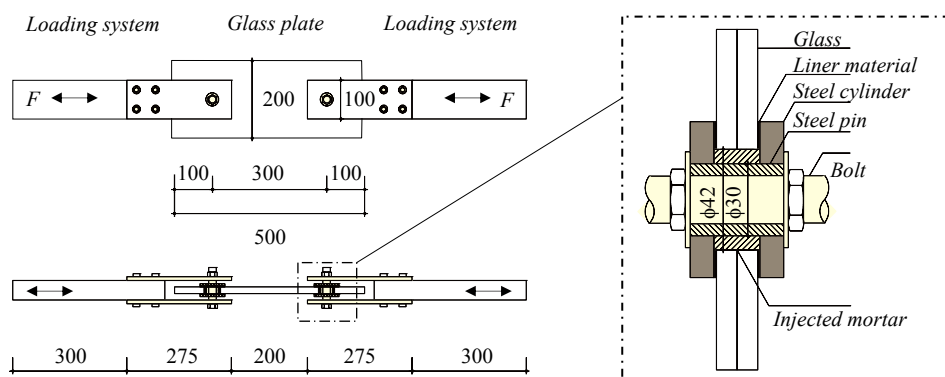 Loading system Glass plate Loading system
F 200 100 F
100 300 100
500
300 275 200 275 300
Glass
Liner material
Steel cylinder
Steel pin
Bolt
ϕ42 ϕ30
Injected mortar